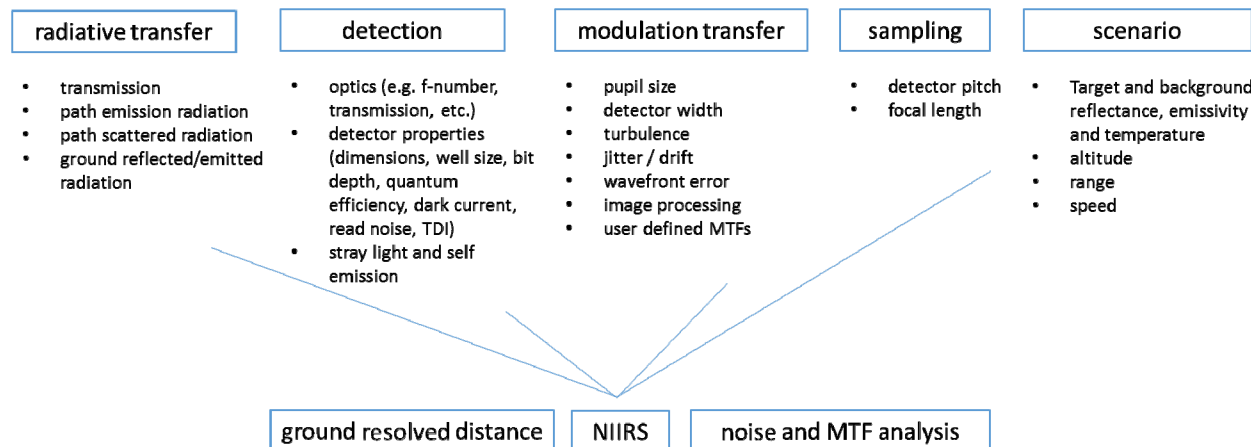 radiative transfer
• transmission
• path emission radiation
• path scattered radiation
• ground reflected/emitted
radiation
detection
• optics (e.g. f-number,
transmission, etc.)
• detector properties
(dimensions, well size, bit
depth, quantum
efficiency, dark current,
read noise, TDI)
• stray light and self
emission
modulation transfer
• pupil size
• detector width
• turbulence
• jitter / drift
• wavefront error
• image processing
• user defined MTFs
sampling
• detector pitch
• focal length
scenario
• Target and background
reflectance, emissivity
and temperature
• altitude
• range
• speed
ground resolved distance
NIIRS
noise and MTF analysis